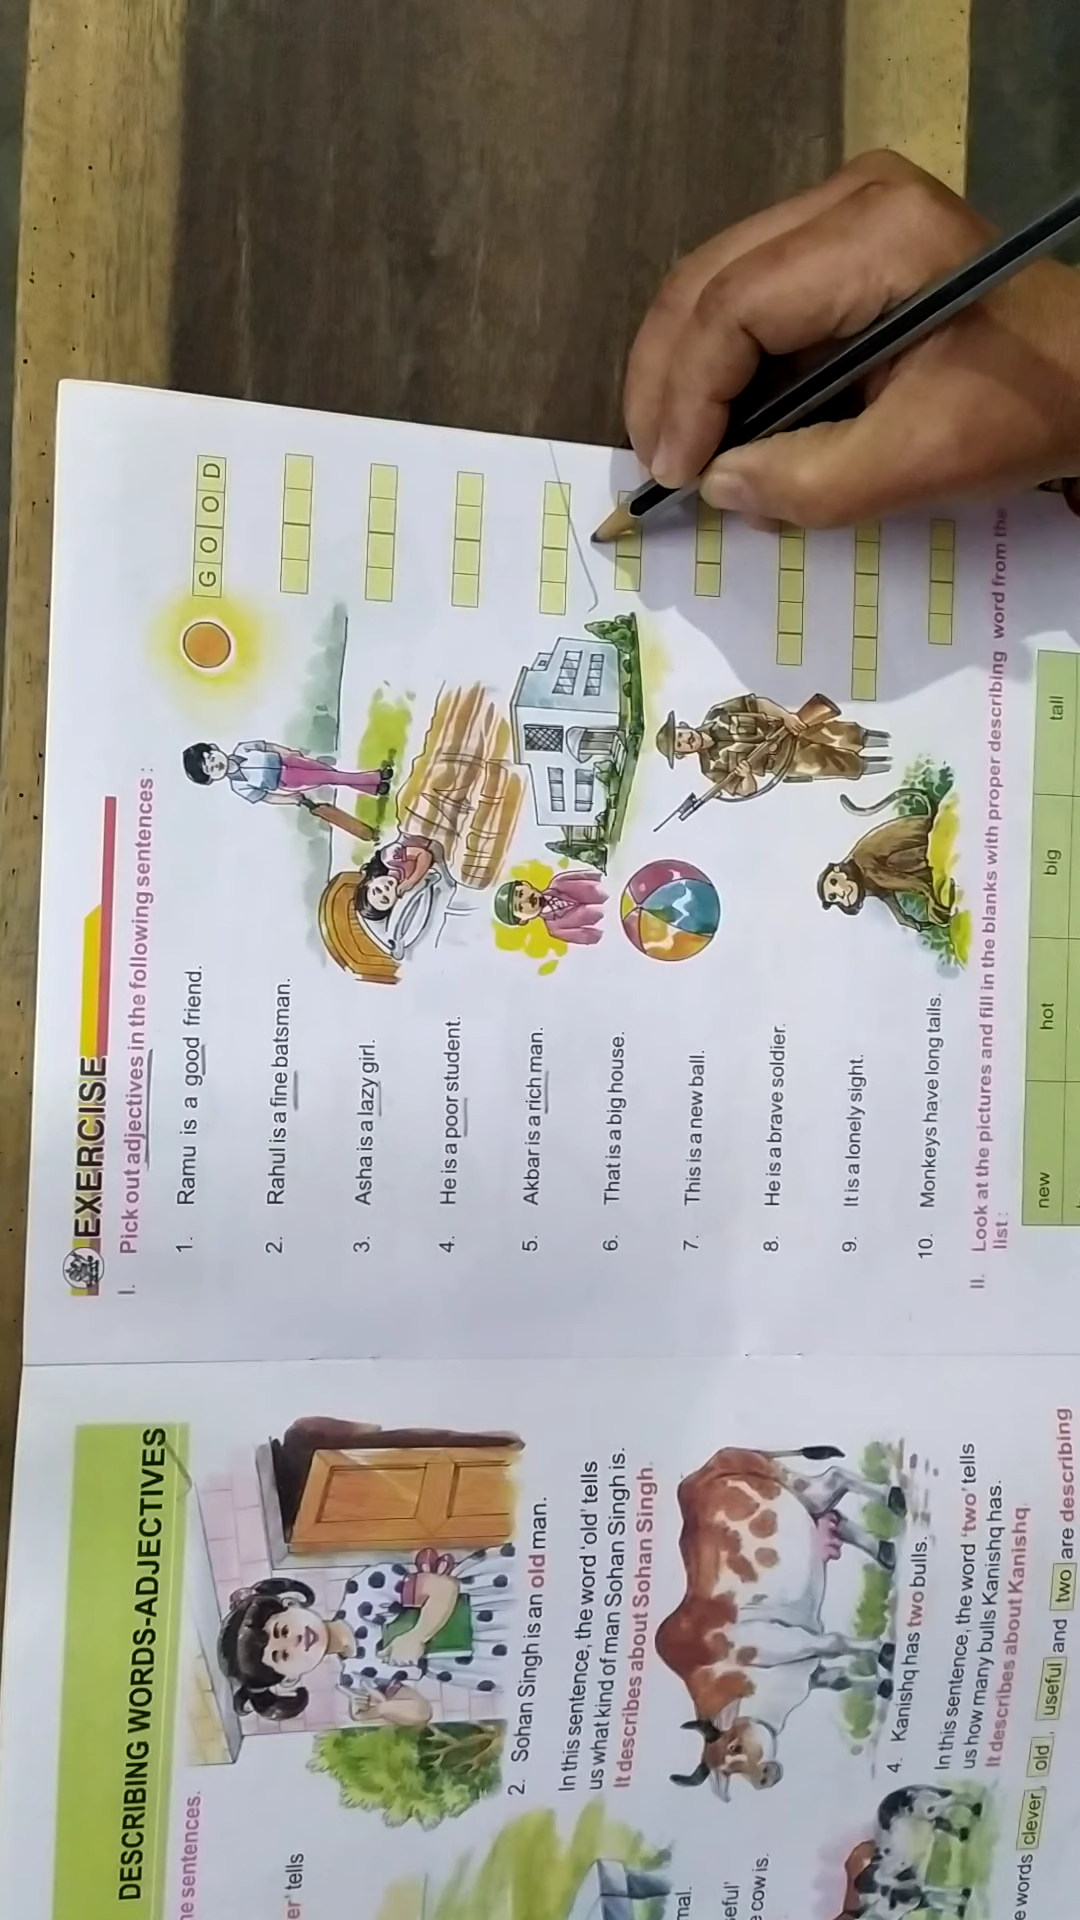 DESCRIBING WORDS-ADJECTIVES
ne sentences.
er' tells
2. Sohan Singh is an old man.
In this sentence, the word 'old' tells
us what kind of man Sohan Singh is.
It describes about Sohan Singh.
mal.
eful'
e cow is.
4. Kanishq has two bulls.
In this sentence, the word 'two' tells
us how many bulls Kanishq has.
It describes about Kanishq.
e words clever, old, useful and two are describing
EXERCISE
I. Pick out adjectives in the following sentences :
1. Ramu is a good friend.
G O O D
2. Rahul is a fine batsman.
3. Asha is a lazy girl.
4. He is a poor student.
5. Akbar is a rich man.
6. That is a big house.
7. This is a new ball.
8. He is a brave soldier.
9. It is a lonely sight.
10. Monkeys have long tails.
II. Look at the pictures and fill in the blanks with proper describing word from the
list :
new hot big tall